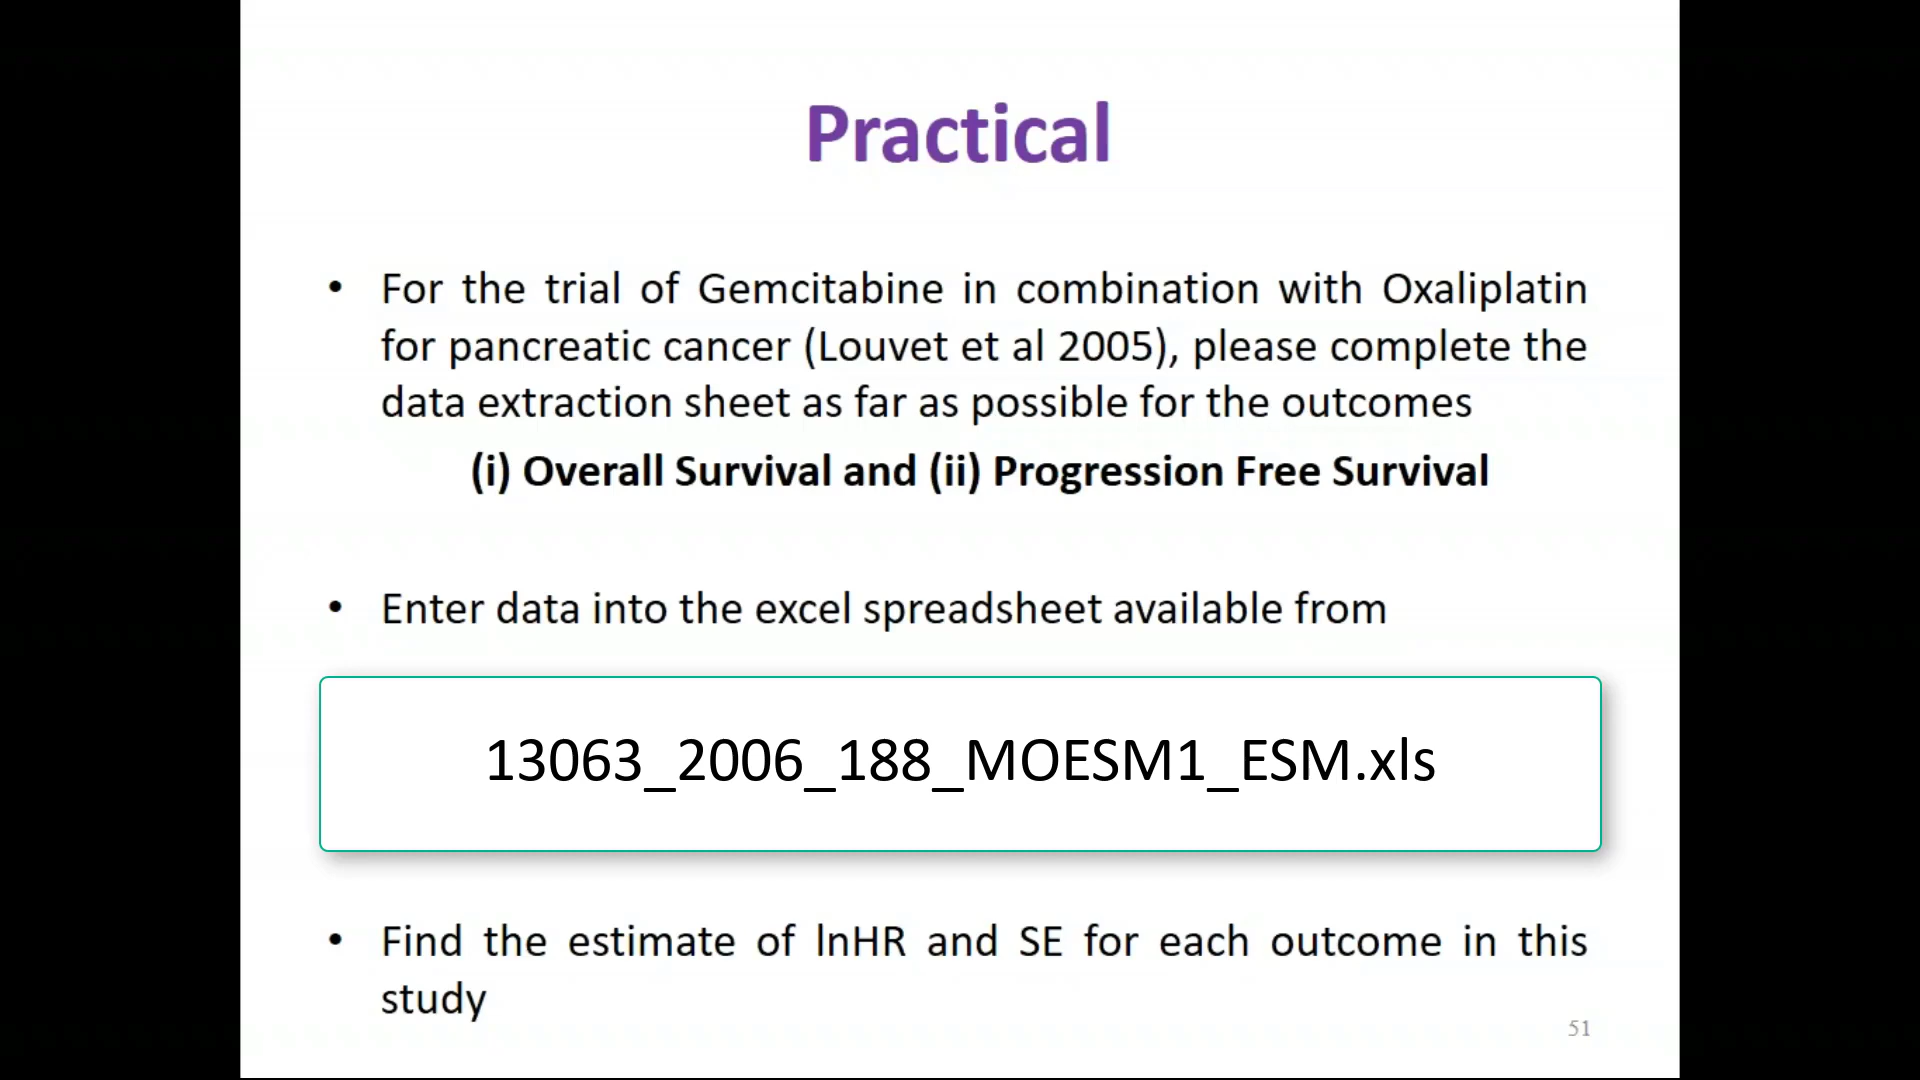 Practical
• For the trial of Gemcitabine in combination with Oxaliplatin
for pancreatic cancer (Louvet et al 2005), please complete the
data extraction sheet as far as possible for the outcomes
(i) Overall Survival and (ii) Progression Free Survival
• Enter data into the excel spreadsheet available from
13063_2006_188_MOESM1_ESM.xls
• Find the estimate of lnHR and SE for each outcome in this
study
51